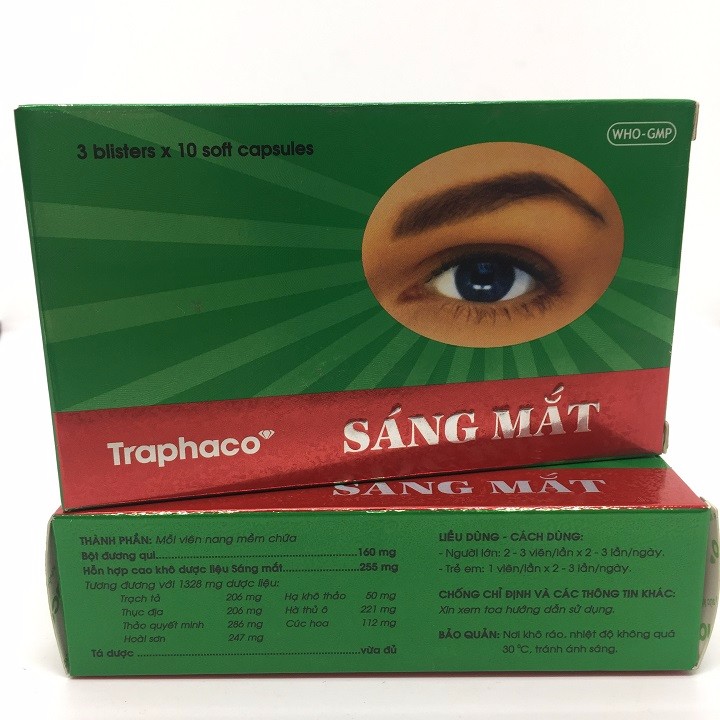 3 blisters x 10 soft capsules
WHO-GMP
Traphaco
SÁNG MẮT
SÁNG MẮT
THÀNH PHẦN: Mỗi viên nang mềm chứa
Bột đương qui....................160 mg
Hỗn hợp cao khô dược liệu Sáng mắt....................255 mg
Tương đương với 1328 mg dược liệu:
Trạch tả 206 mg Hạ khô thảo 50 mg
Thục địa 206 mg Hà thủ ô 221 mg
Thảo quyết minh 286 mg Cúc hoa 112 mg
Hoài sơn 247 mg
Tá dược ....................vừa đủ
LIỀU DÙNG - CÁCH DÙNG:
- Người lớn: 2 - 3 viên/lần x 2 - 3 lần/ngày.
- Trẻ em: 1 viên/lần x 2 - 3 lần/ngày.
CHỐNG CHỈ ĐỊNH VÀ CÁC THÔNG TIN KHÁC:
Xin xem toa hướng dẫn sử dụng.
BẢO QUẢN: Nơi khô ráo, nhiệt độ không quá
30 °C, tránh ánh sáng.